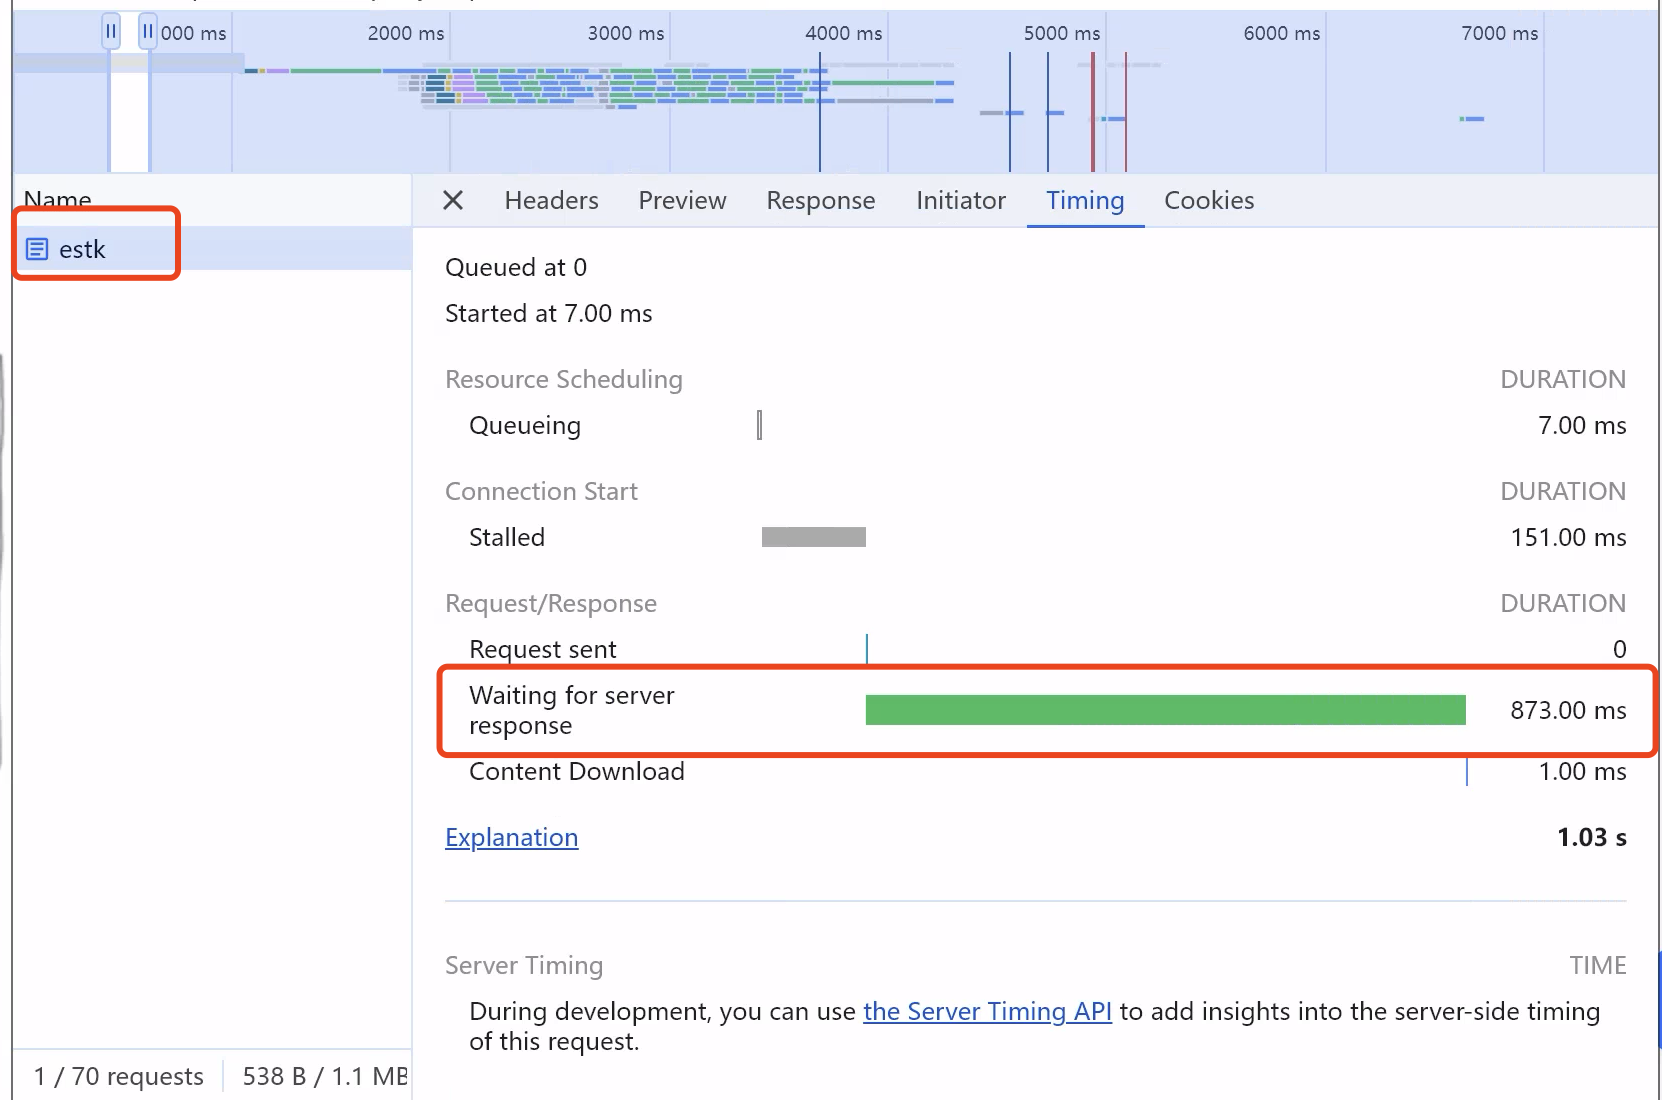 000 ms
2000 ms
3000 ms
4000 ms
5000 ms
6000 ms
7000 ms
Name
Headers
Preview
Response
Initiator
Timing
Cookies
estk
Queued at 0
Started at 7.00 ms
Resource Scheduling
DURATION
Queueing
7.00 ms
Connection Start
DURATION
Stalled
151.00 ms
Request/Response
DURATION
Request sent
0
Waiting for server
response
873.00 ms
Content Download
1.00 ms
Explanation
1.03 s
Server Timing
TIME
During development, you can use the Server Timing API to add insights into the server-side timing
of this request.
1 / 70 requests
538 B / 1.1 MB